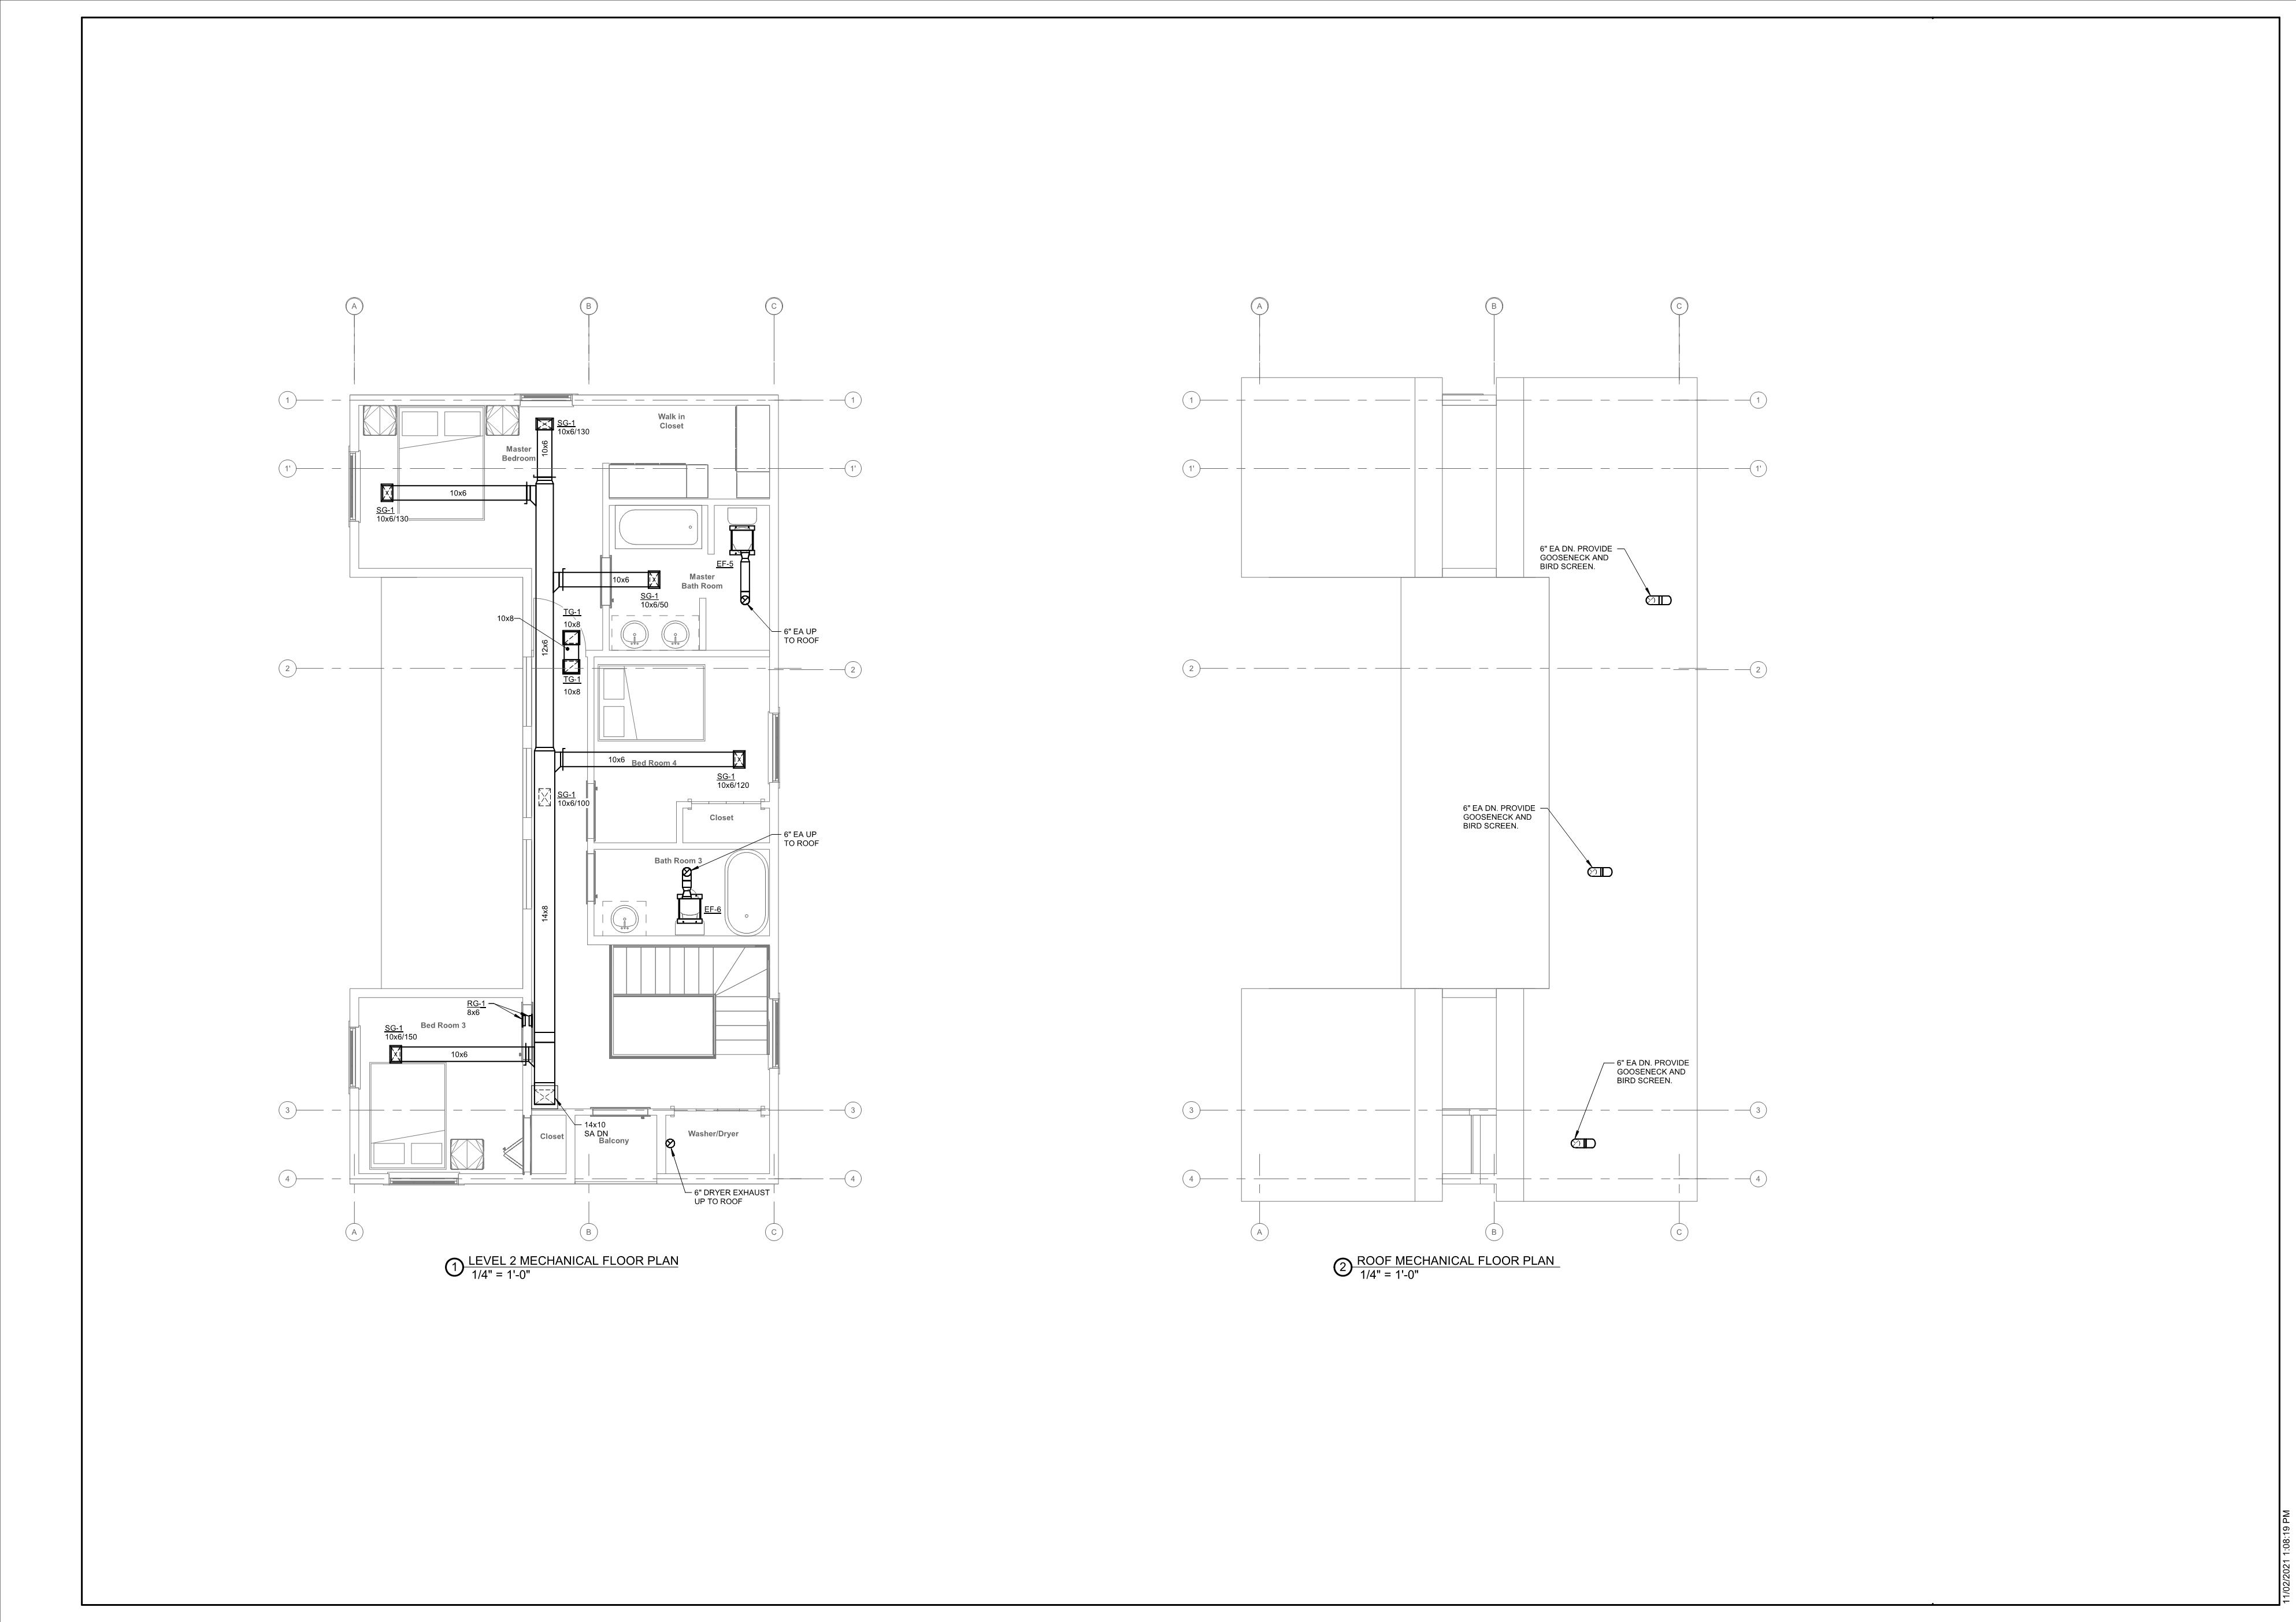 A
B
C
1
1
Walk in
Closet
SG-1
10x6/130
10x6
Master
Bedroom
1'
1'
10x6
SG-1
10x6/130
EF-5
10x6
Master
Bath Room
SG-1
10x6/50
TG-1
10x8
10x8
6" EA UP
TO ROOF
12x6
2
2
TG-1
10x8
10x6
Bed Room 4
SG-1
10x6/120
SG-1
10x6/100
Closet
6" EA UP
TO ROOF
Bath Room 3
EF-6
14x8
RG-1
8x6
Bed Room 3
SG-1
10x6/150
10x6
3
3
14x10
SA DN
Closet
Balcony
Washer/Dryer
4
4
6" DRYER EXHAUST
UP TO ROOF
A
B
C
1
LEVEL 2 MECHANICAL FLOOR PLAN
1/4" = 1'-0"
A
B
C
1
1
1'
1'
6" EA DN. PROVIDE
GOOSENECK AND
BIRD SCREEN.
2
2
6" EA DN. PROVIDE
GOOSENECK AND
BIRD SCREEN.
6" EA DN. PROVIDE
GOOSENECK AND
BIRD SCREEN.
3
3
4
4
A
B
C
2
ROOF MECHANICAL FLOOR PLAN
1/4" = 1'-0"
11/02/2021 1:08:19 PM